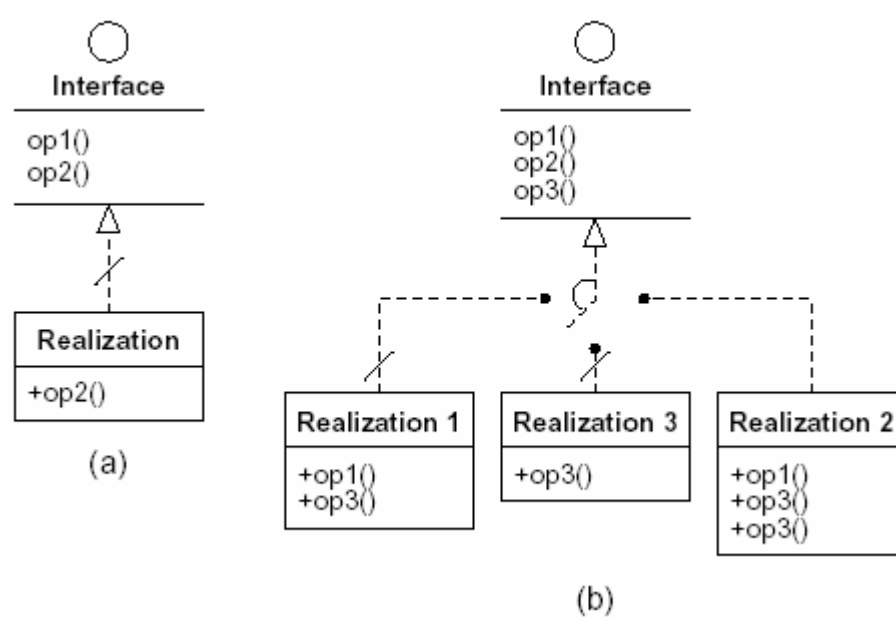 Interface
op1()
op2()
Realization
+op2()
(a)
Interface
op1()
op2()
op3()
Realization 1
+op1()
+op3()
Realization 3
+op3()
Realization 2
+op1()
+op3()
+op3()
(b)